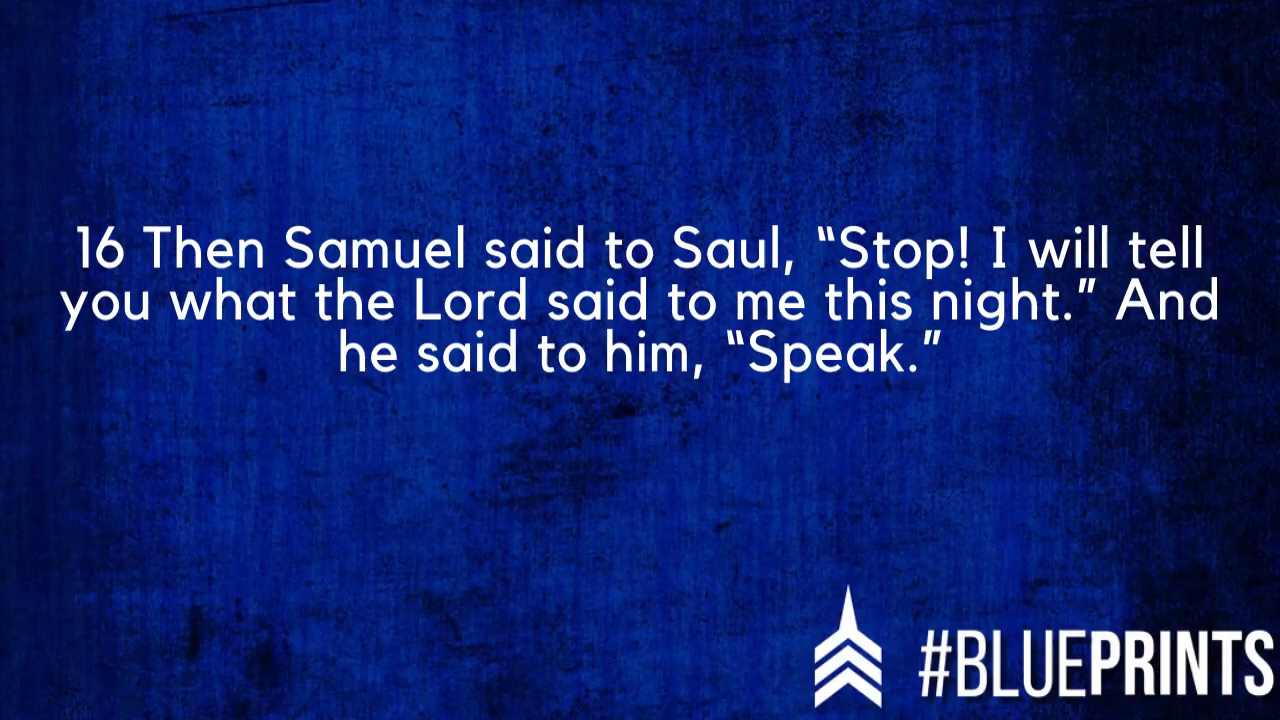 16 Then Samuel said to Saul, “Stop! I will tell
you what the Lord said to me this night.” And
he said to him, “Speak.”
#BLUEPRINTS